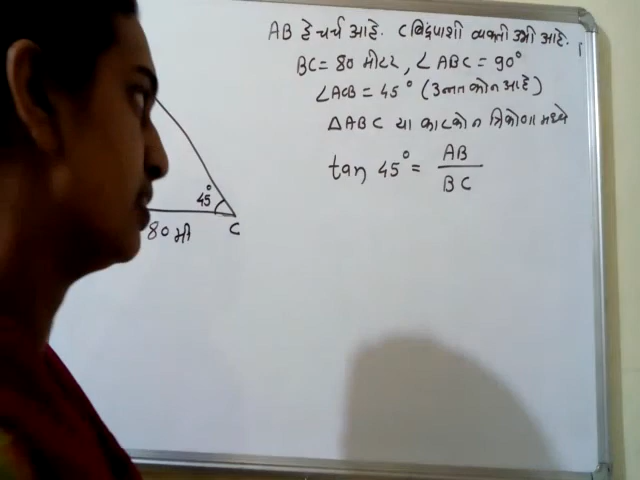 AB हे चर्च आहे. C बिंदूपाशी व्यक्ती उभी आहे.
BC = 80 मीटर, ∠ABC = 90°
∠ACB = 45° (उन्नत कोन आहे)
△ABC या काटकोन त्रिकोणामध्ये
tan 45° = AB
BC
45°
80 मी
C